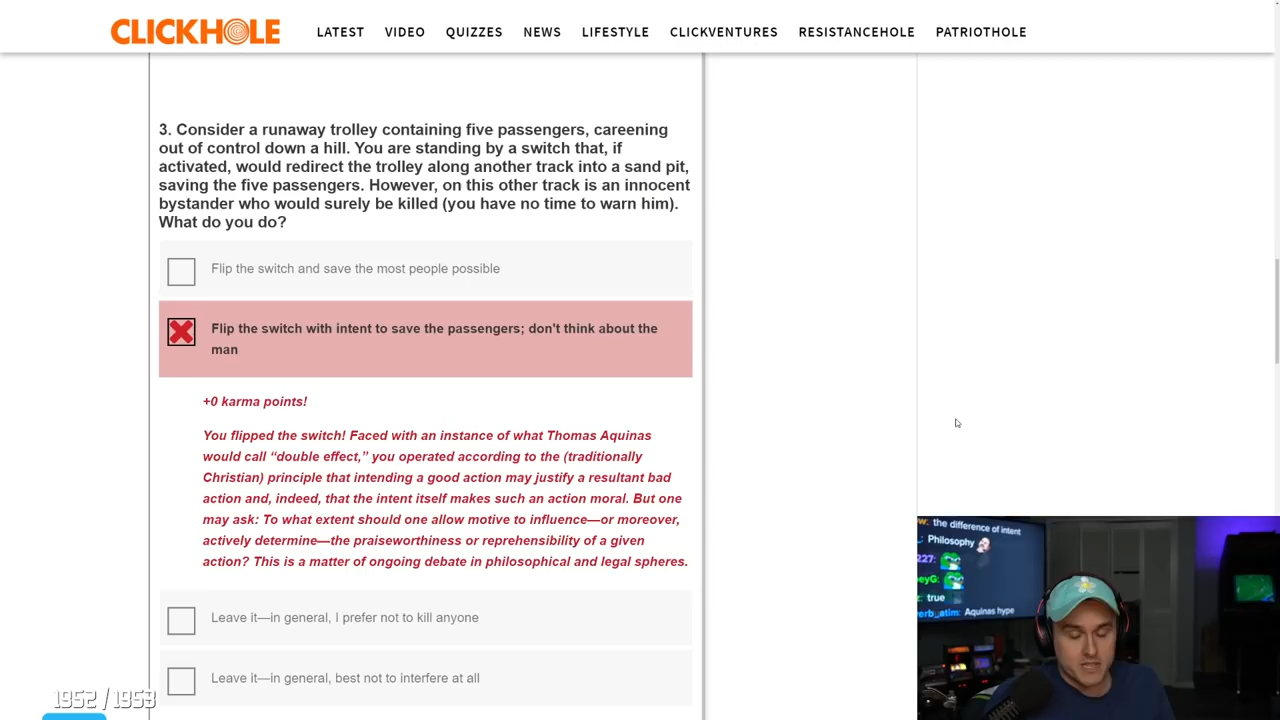 CLICKHOLE
LATEST VIDEO QUIZZES NEWS LIFESTYLE CLICKVENTURES RESISTANCEHOLE PATRIOTHOLE
3. Consider a runaway trolley containing five passengers, careening
out of control down a hill. You are standing by a switch that, if
activated, would redirect the trolley along another track into a sand pit,
saving the five passengers. However, on this other track is an innocent
bystander who would surely be killed (you have no time to warn him).
What do you do?
Flip the switch and save the most people possible
Flip the switch with intent to save the passengers; don't think about the
man
+0 karma points!
You flipped the switch! Faced with an instance of what Thomas Aquinas
would call “double effect,” you operated according to the (traditionally
Christian) principle that intending a good action may justify a resultant bad
action and, indeed, that the intent itself makes such an action moral. But one
may ask: To what extent should one allow motive to influence—or moreover,
actively determine—the praiseworthiness or reprehensibility of a given
action? This is a matter of ongoing debate in philosophical and legal spheres.
Leave it—in general, I prefer not to kill anyone
Leave it—in general, best not to interfere at all
1952 / 1953
the difference of intent
Philosophy
227:
eyG:
true
verb_atim: Aquinas hype